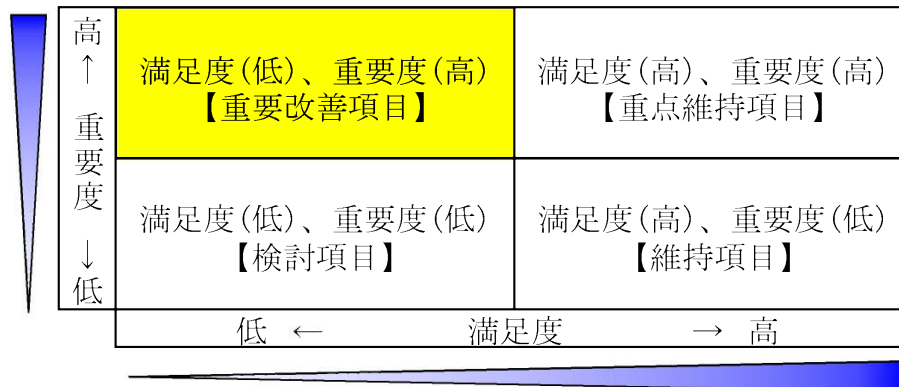 高
↑
重
要
度
↓
低
満足度(低)、重要度(高)
【重要改善項目】
満足度(高)、重要度(高)
【重点維持項目】
満足度(低)、重要度(低)
【検討項目】
満足度(高)、重要度(低)
【維持項目】
低 ← 満足度 → 高